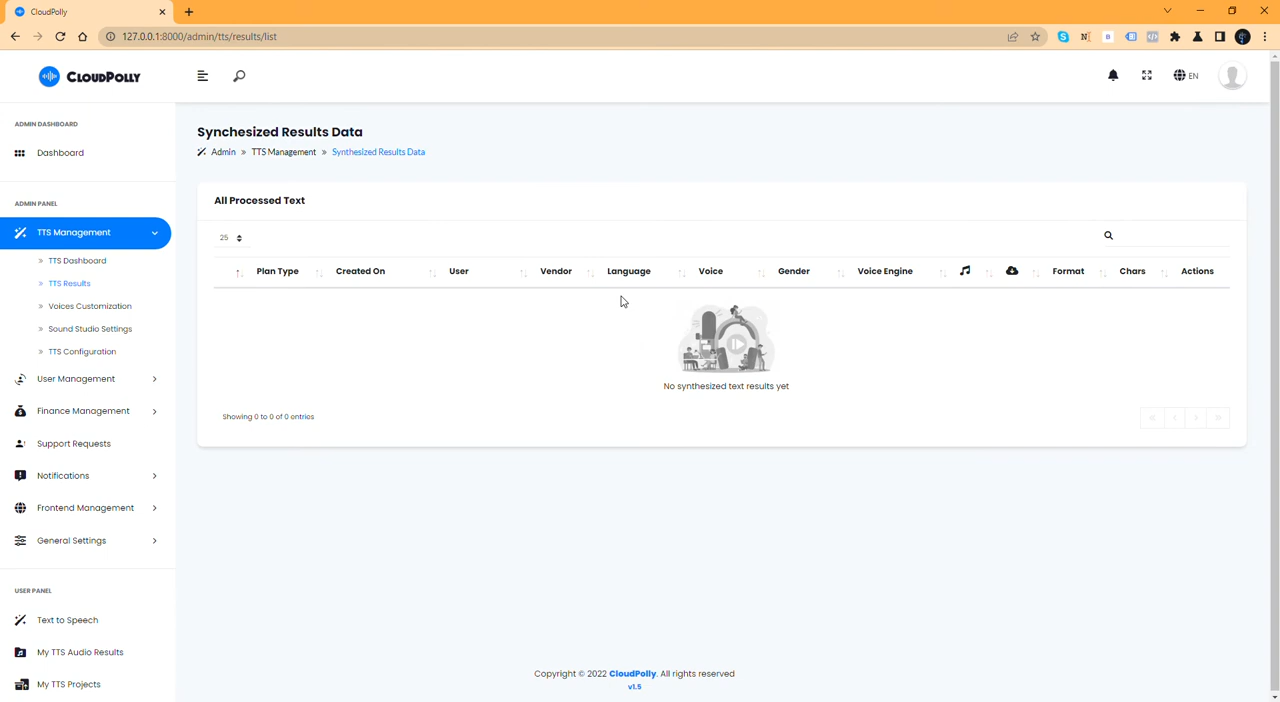 CloudPolly
127.0.0.1:8000/admin/tts/results/list
CLOUDPOLLY
EN
ADMIN DASHBOARD
Dashboard
ADMIN PANEL
TTS Management
» TTS Dashboard
» TTS Results
» Voices Customization
» Sound Studio Settings
» TTS Configuration
User Management
Finance Management
Support Requests
Notifications
Frontend Management
General Settings
USER PANEL
Text to Speech
My TTS Audio Results
My TTS Projects
Synchesized Results Data
Admin » TTS Management » Synthesized Results Data
All Processed Text
25
Plan Type Created On User Vendor Language Voice Gender Voice Engine Format Chars Actions
No synthesized text results yet
Showing 0 to 0 of 0 entries
« ‹ › »
Copyright © 2022 CloudPolly. All rights reserved
v1.5